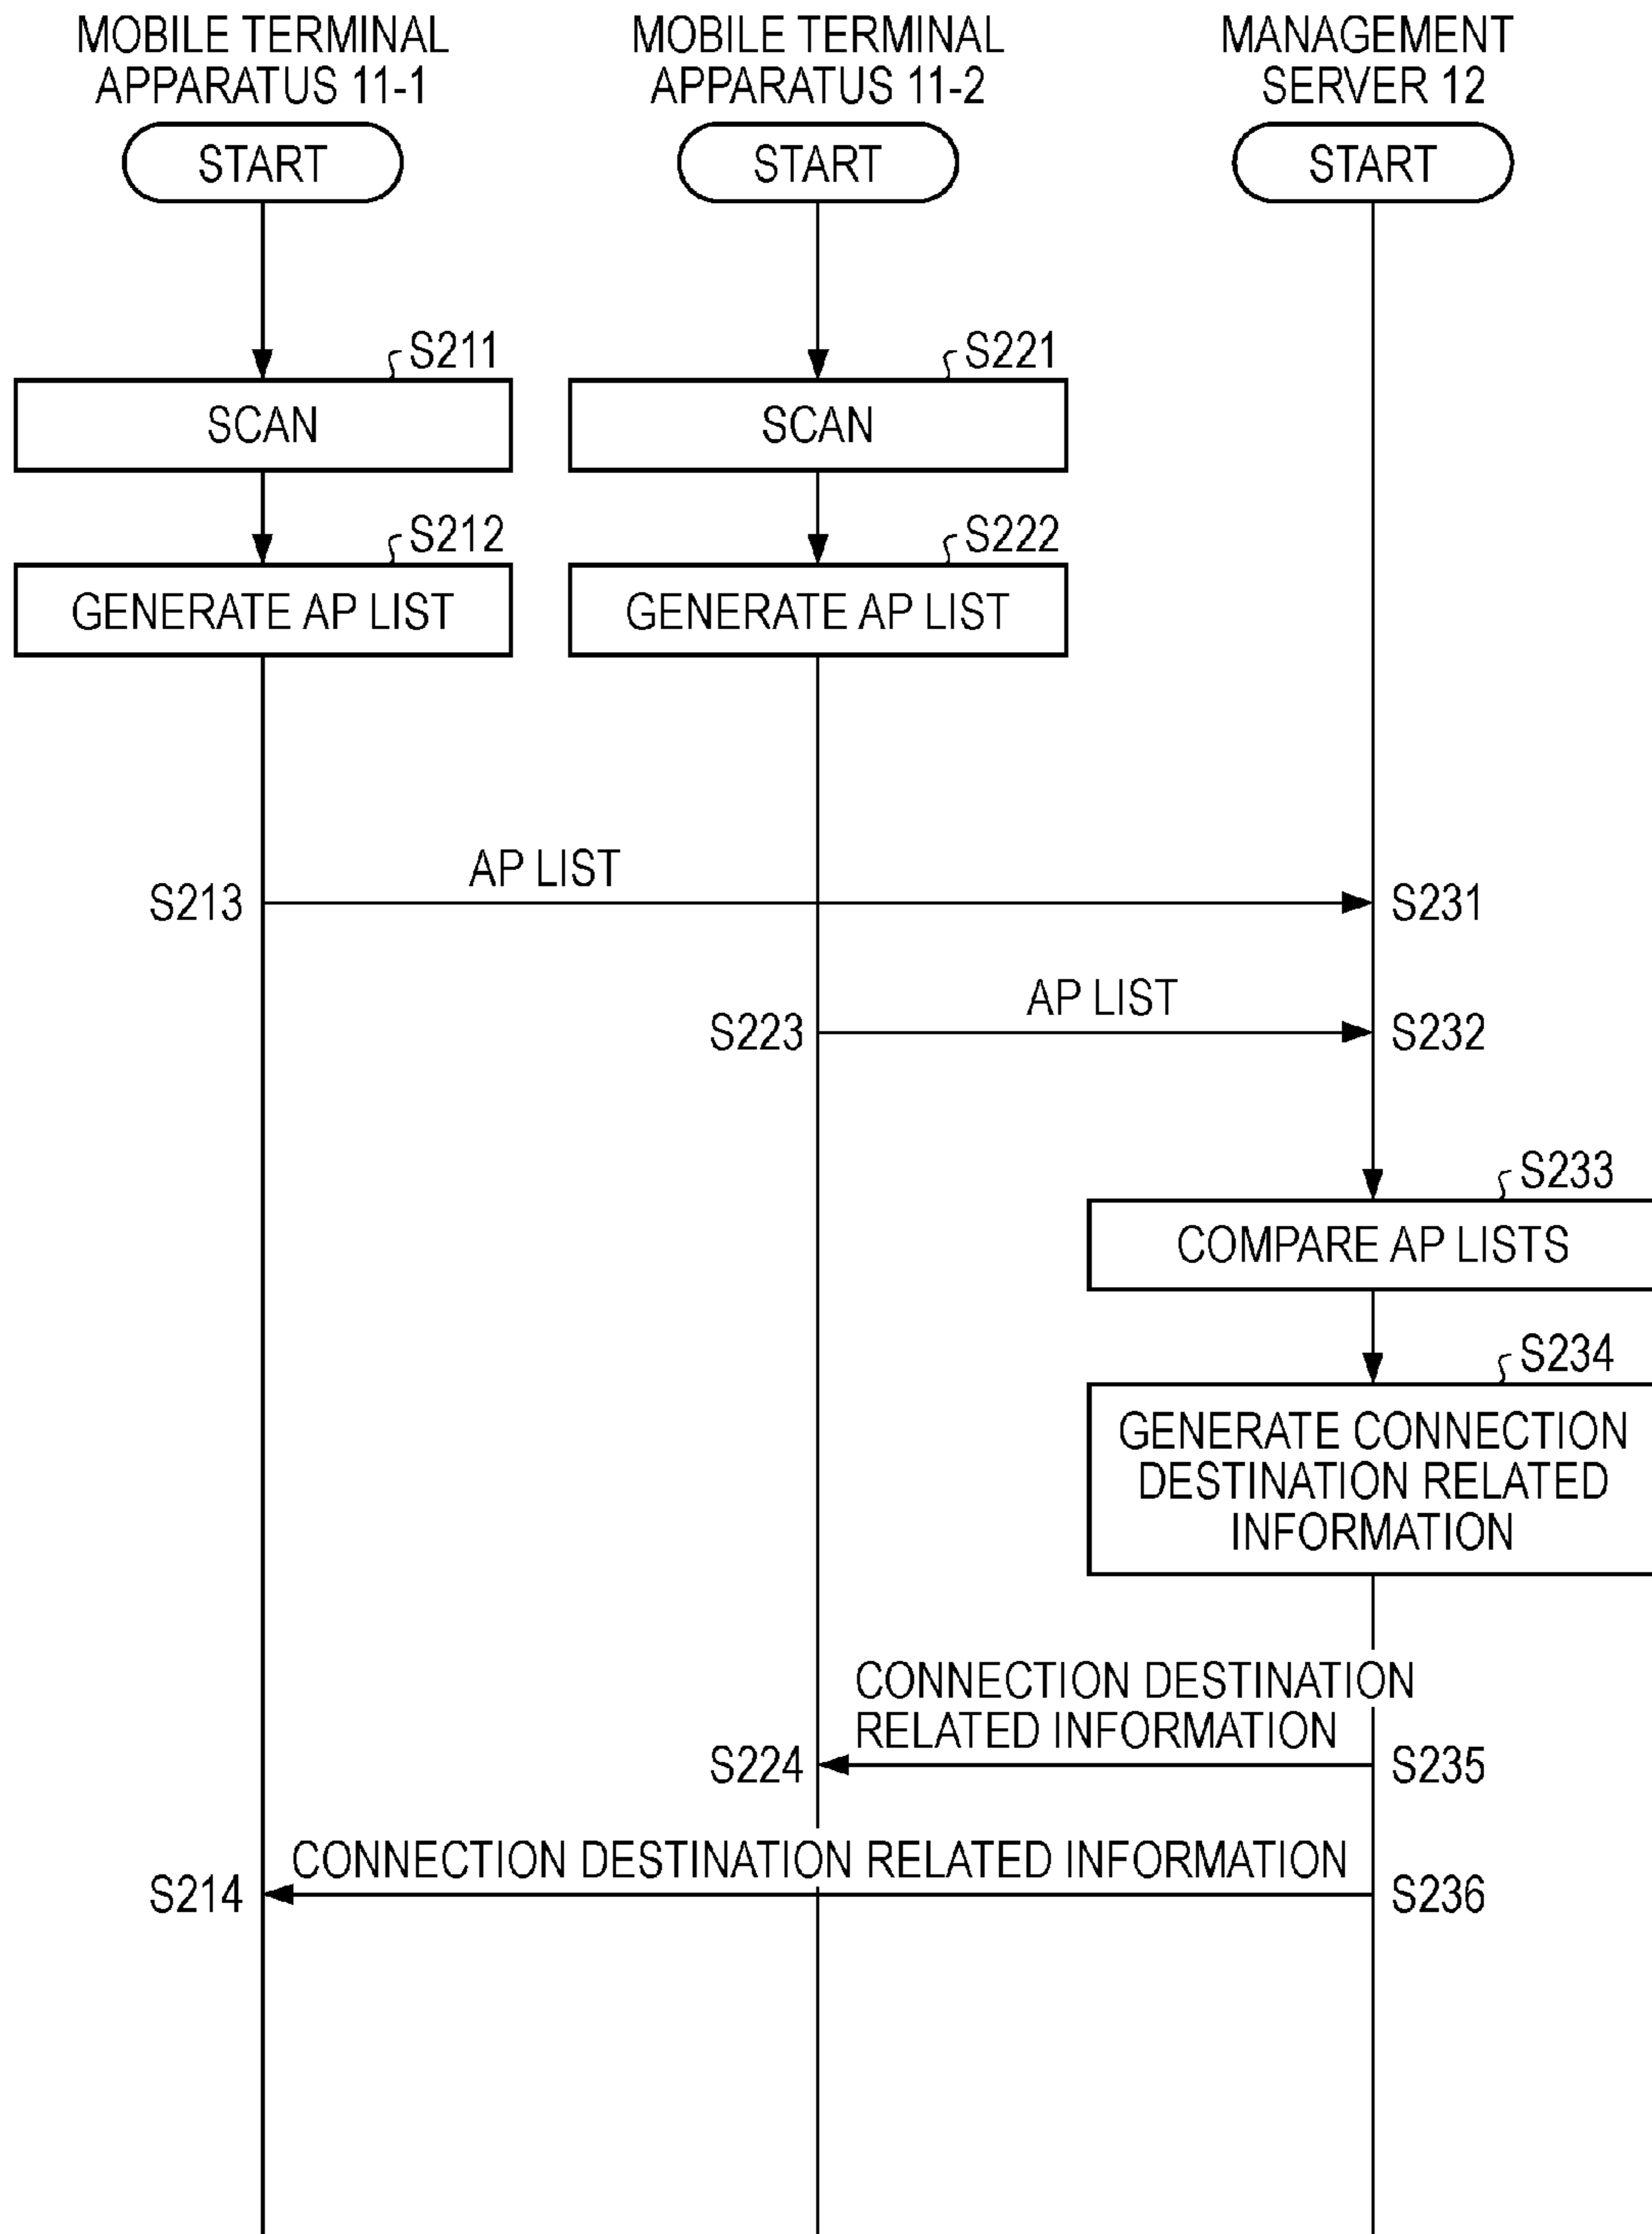 MOBILE TERMINAL
APPARATUS 11-1
MOBILE TERMINAL
APPARATUS 11-2
MANAGEMENT
SERVER 12
START
START
START
S211
S221
SCAN
SCAN
S212
S222
GENERATE AP LIST
GENERATE AP LIST
AP LIST
S213
S231
AP LIST
S223
S232
S233
COMPARE AP LISTS
S234
GENERATE CONNECTION
DESTINATION RELATED
INFORMATION
CONNECTION DESTINATION
RELATED INFORMATION
S224
S235
CONNECTION DESTINATION RELATED INFORMATION
S214
S236